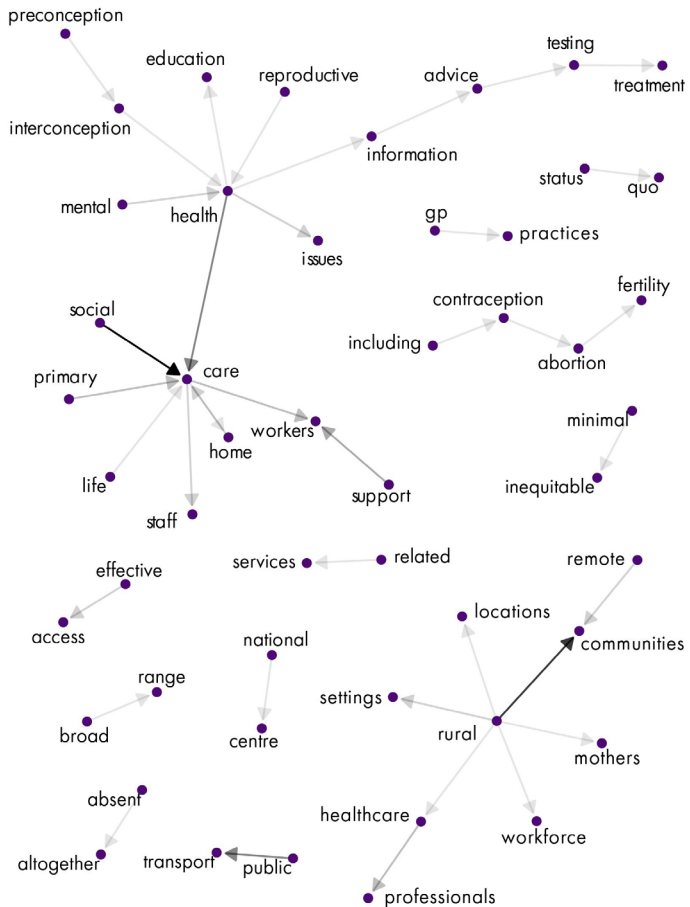 preconception
education
reproductive
advice
testing
treatment
interconception
information
mental
health
issues
status
quo
gp
practices
social
contraception
fertility
including
abortion
primary
care
workers
home
minimal
life
support
inequitable
staff
effective
services
related
remote
access
locations
communities
national
range
settings
broad
centre
rural
mothers
absent
healthcare
workforce
altogether
transport
public
professionals